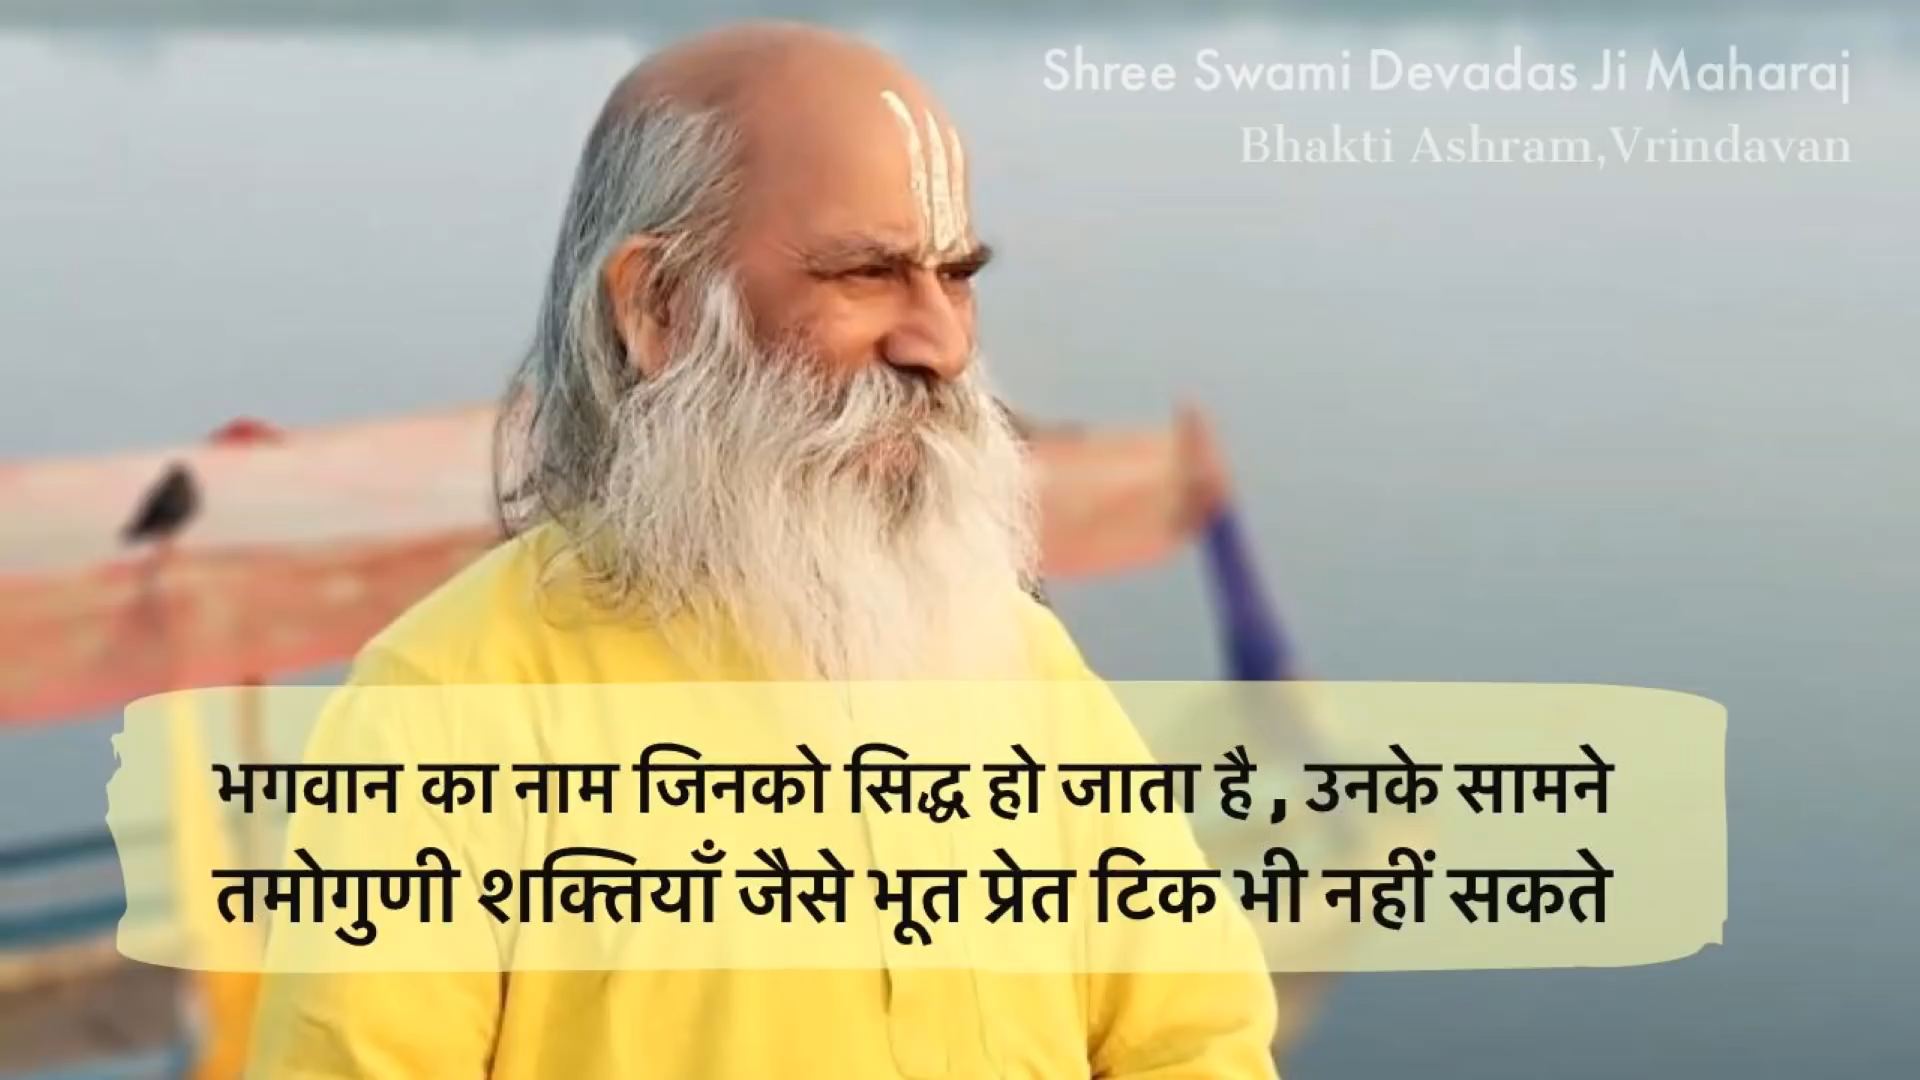 Shree Swami Devadas Ji Maharaj
Bhakti Ashram,Vrindavan
भगवान का नाम जिनको सिद्ध हो जाता है , उनके सामने
तमोगुणी शक्तियाँ जैसे भूत प्रेत टिक भी नहीं सकते